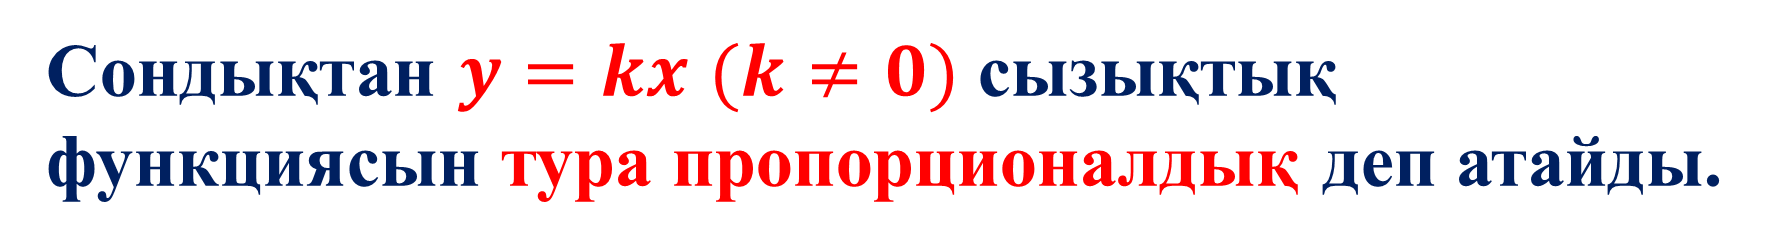 Сондықтан y = kx (k ≠ 0) сызықтық
функциясын тура пропорционалдық деп атайды.